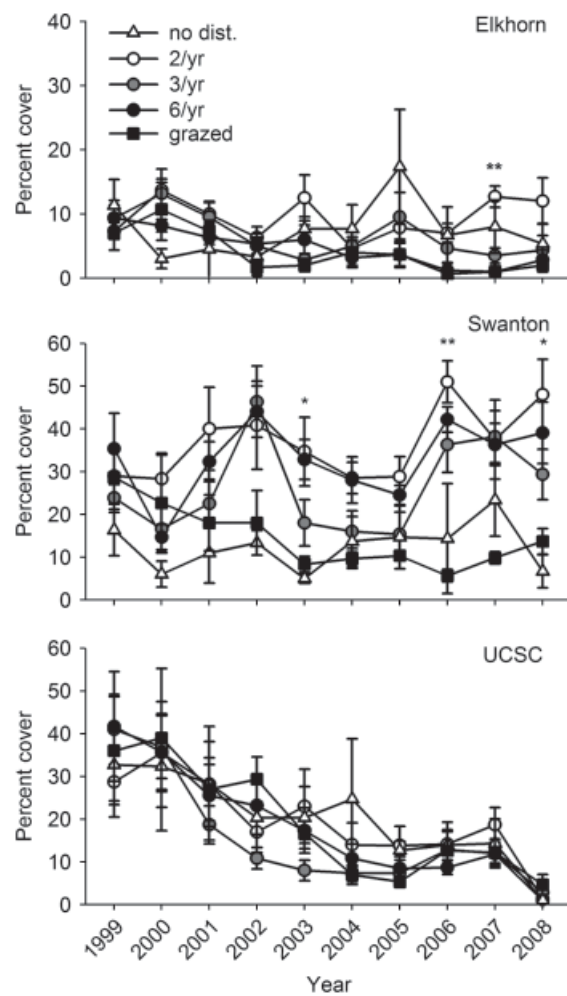 Elkhorn
no dist.
2/yr
3/yr
6/yr
grazed
**
Percent cover
40
30
20
10
0
Swanton
*
**
*
Percent cover
60
50
40
30
20
10
0
UCSC
Percent cover
60
50
40
30
20
10
0
1999 2000 2001 2002 2003 2004 2005 2006 2007 2008
Year